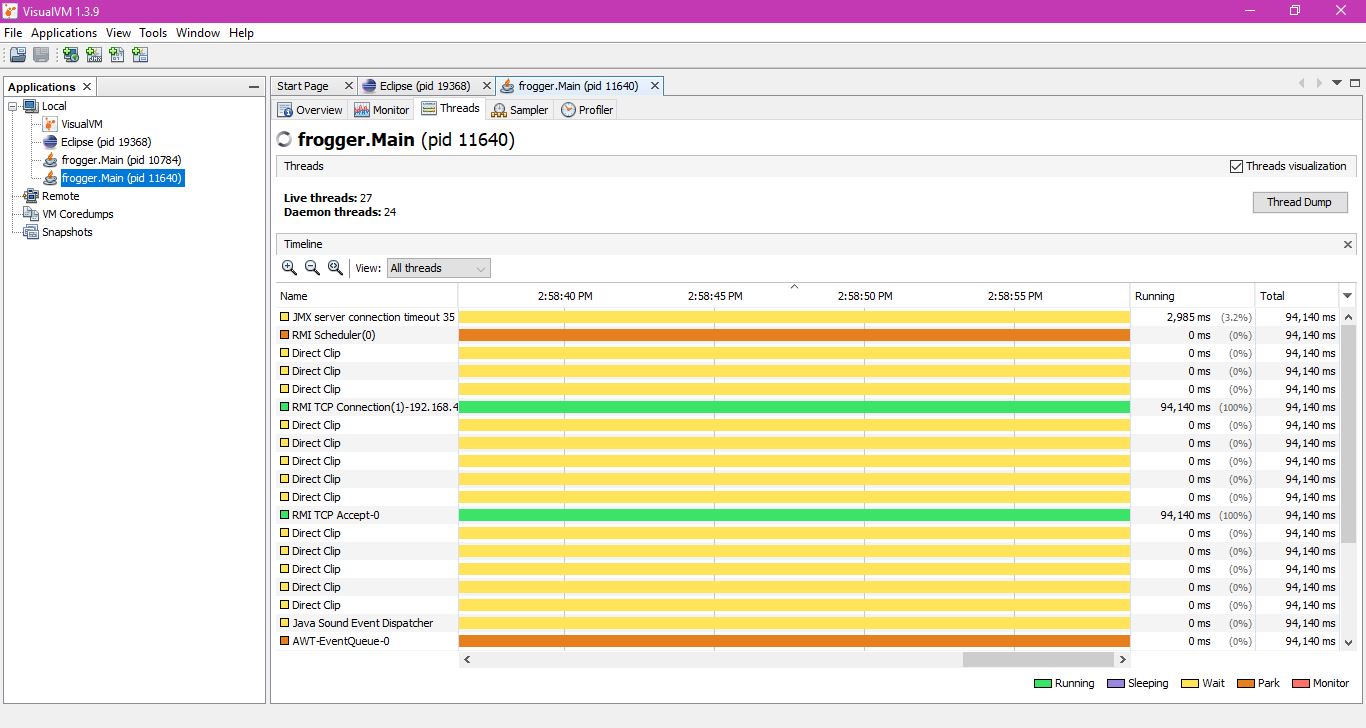 VisualVM 1.3.9
File Applications View Tools Window Help
Applications
Local
VisualVM
Eclipse (pid 19368)
frogger.Main (pid 10784)
frogger.Main (pid 11640)
Remote
VM Coredumps
Snapshots
Start Page Eclipse (pid 19368) frogger.Main (pid 11640)
Overview Monitor Threads Sampler Profiler
frogger.Main (pid 11640)
Threads Threads visualization
Live threads: 27
Daemon threads: 24
Thread Dump
Timeline
View: All threads
Name 2:58:40 PM 2:58:45 PM 2:58:50 PM 2:58:55 PM Running Total
JMX server connection timeout 35 2,985 ms (3.2%) 94,140 ms
RMI Scheduler(0) 0 ms (0%) 94,140 ms
Direct Clip 0 ms (0%) 94,140 ms
Direct Clip 0 ms (0%) 94,140 ms
Direct Clip 0 ms (0%) 94,140 ms
RMI TCP Connection(1)-192.168.4 94,140 ms (100%) 94,140 ms
Direct Clip 0 ms (0%) 94,140 ms
Direct Clip 0 ms (0%) 94,140 ms
Direct Clip 0 ms (0%) 94,140 ms
Direct Clip 0 ms (0%) 94,140 ms
Direct Clip 0 ms (0%) 94,140 ms
RMI TCP Accept-0 94,140 ms (100%) 94,140 ms
Direct Clip 0 ms (0%) 94,140 ms
Direct Clip 0 ms (0%) 94,140 ms
Direct Clip 0 ms (0%) 94,140 ms
Direct Clip 0 ms (0%) 94,140 ms
Direct Clip 0 ms (0%) 94,140 ms
Java Sound Event Dispatcher 0 ms (0%) 94,140 ms
AWT-EventQueue-0 0 ms (0%) 94,140 ms
Running Sleeping Wait Park Monitor